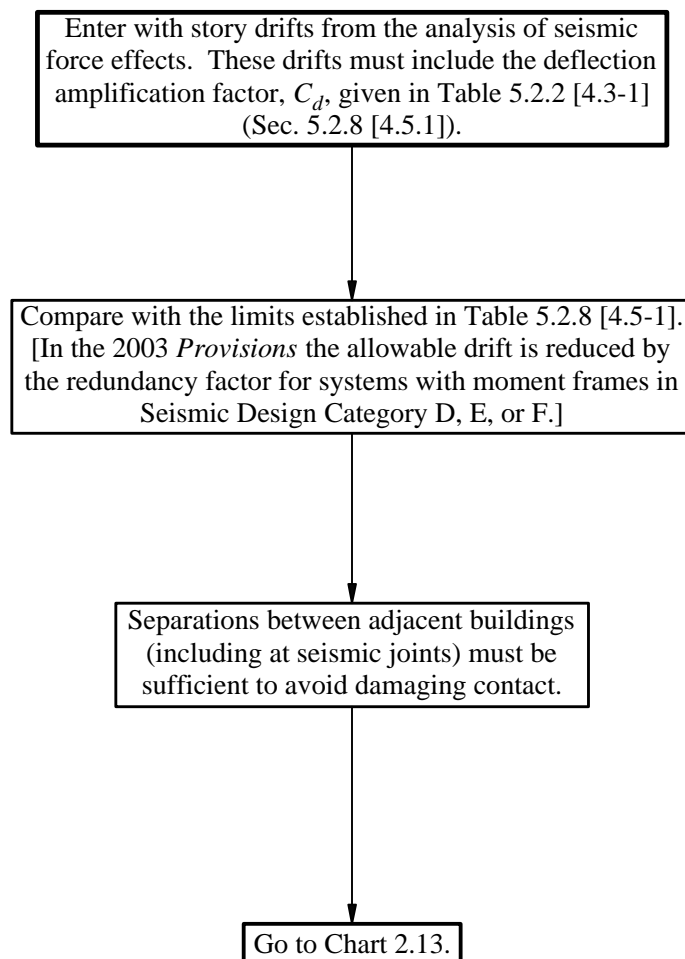 Enter with story drifts from the analysis of seismic
force effects.  These drifts must include the deflection
amplification factor, C_d, given in Table 5.2.2 [4.3-1]
(Sec. 5.2.8 [4.5.1]).
Compare with the limits established in Table 5.2.8 [4.5-1].
[In the 2003 Provisions the allowable drift is reduced by
the redundancy factor for systems with moment frames in
Seismic Design Category D, E, or F.]
Separations between adjacent buildings
(including at seismic joints) must be
sufficient to avoid damaging contact.
Go to Chart 2.13.